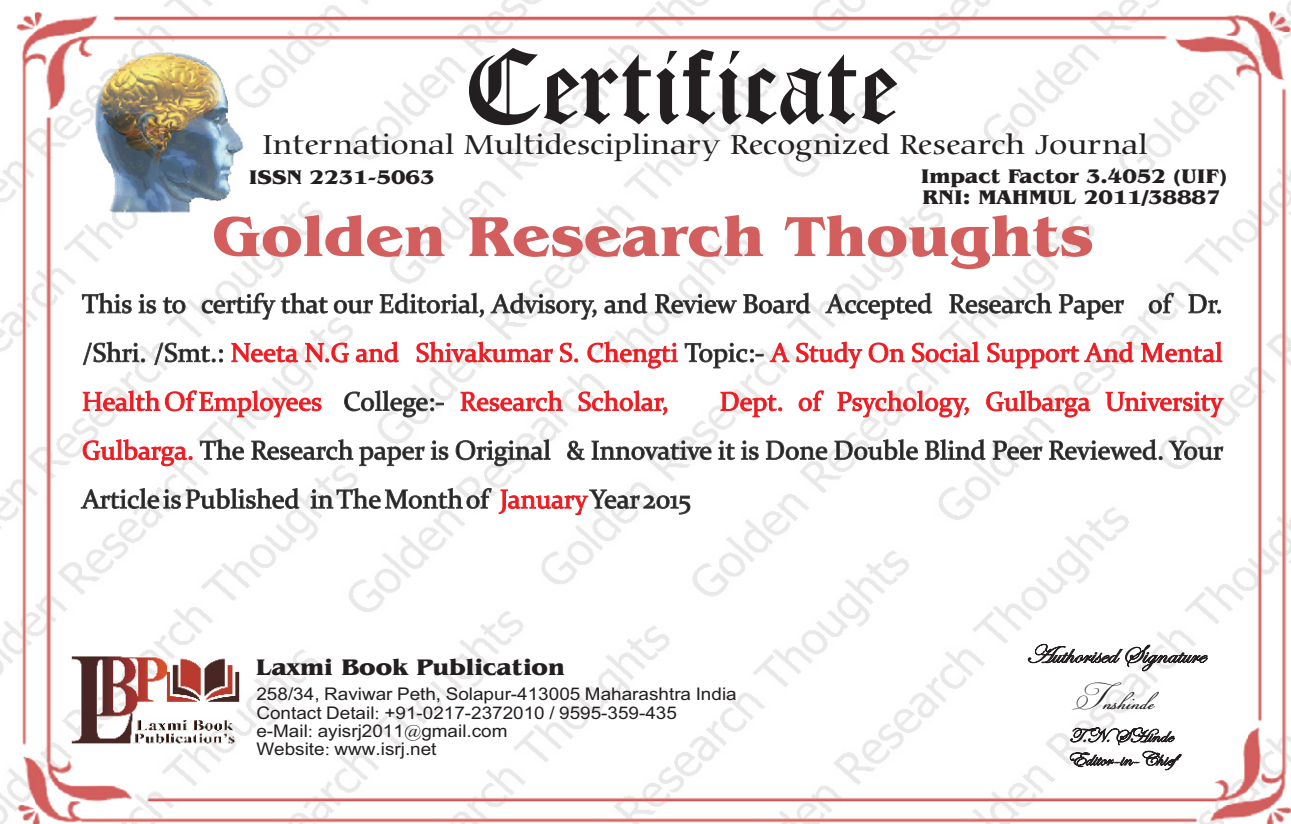 Certificate
International Multidesciplinary Recognized Research Journal
ISSN 2231-5063
Impact Factor 3.4052 (UIF)
RNI: MAHMUL 2011/38887
Golden Research Thoughts
This is to certify that our Editorial, Advisory, and Review Board Accepted Research Paper of Dr.
/Shri. /Smt.: Neeta N.G and Shivakumar S. Chengti Topic:- A Study On Social Support And Mental
Health Of Employees College:- Research Scholar, Dept. of Psychology, Gulbarga University
Gulbarga. The Research paper is Original & Innovative it is Done Double Blind Peer Reviewed. Your
Article is Published in The Month of January Year 2015
LBP
Laxmi Book
Publication's
Laxmi Book Publication
258/34, Raviwar Peth, Solapur-413005 Maharashtra India
Contact Detail: +91-0217-2372010 / 9595-359-435
e-Mail: ayisrj2011@gmail.com
Website: www.isrj.net
Authorised Signature
Tnshinde
T.N. SHinde
Editor-in-Chief